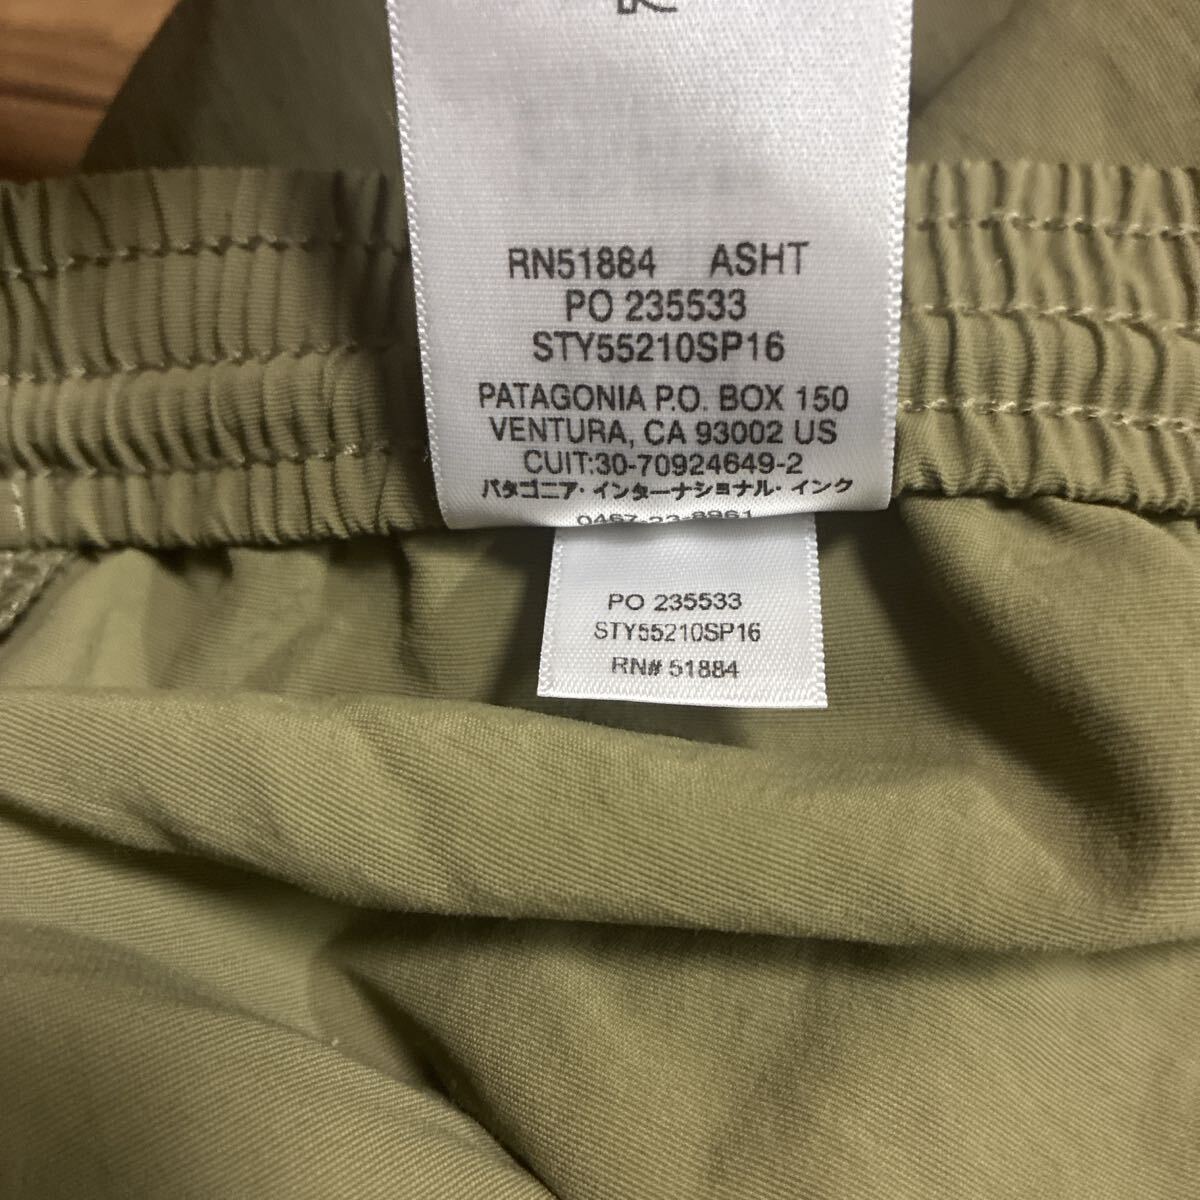 RN51884 ASHT
PO 235533
STY55210SP16
PATAGONIA P.O. BOX 150
VENTURA, CA 93002 US
CUIT:30-70924649-2
パタゴニア・インターナショナル・インク
PO 235533
STY55210SP16
RN# 51884